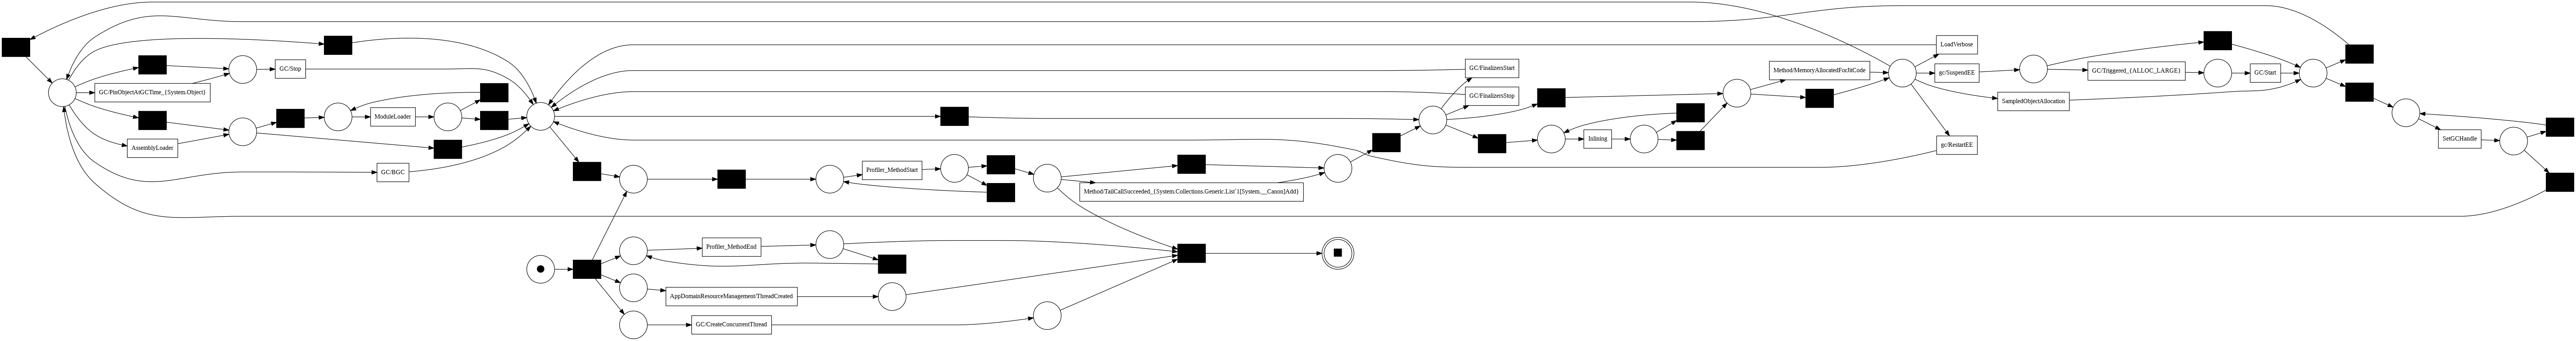 LoadVerbose
GC/FinalizersStart
GC/Stop
Method/MemoryAllocatedForJitCode
gc/SuspendEE
GC/Triggered_{ALLOC_LARGE}
GC/Start
GC/PinObjectAtGCTime_{System.Object}
GC/FinalizersStop
SampledObjectAllocation
ModuleLoader
Inlining
SetGCHandle
AssemblyLoader
gc/RestartEE
GC/BGC
Profiler_MethodStart
Method/TailCallSucceeded_{System.Collections.Generic.List`1[System.__Canon]Add}
Profiler_MethodEnd
AppDomainResourceManagement/ThreadCreated
GC/CreateConcurrentThread